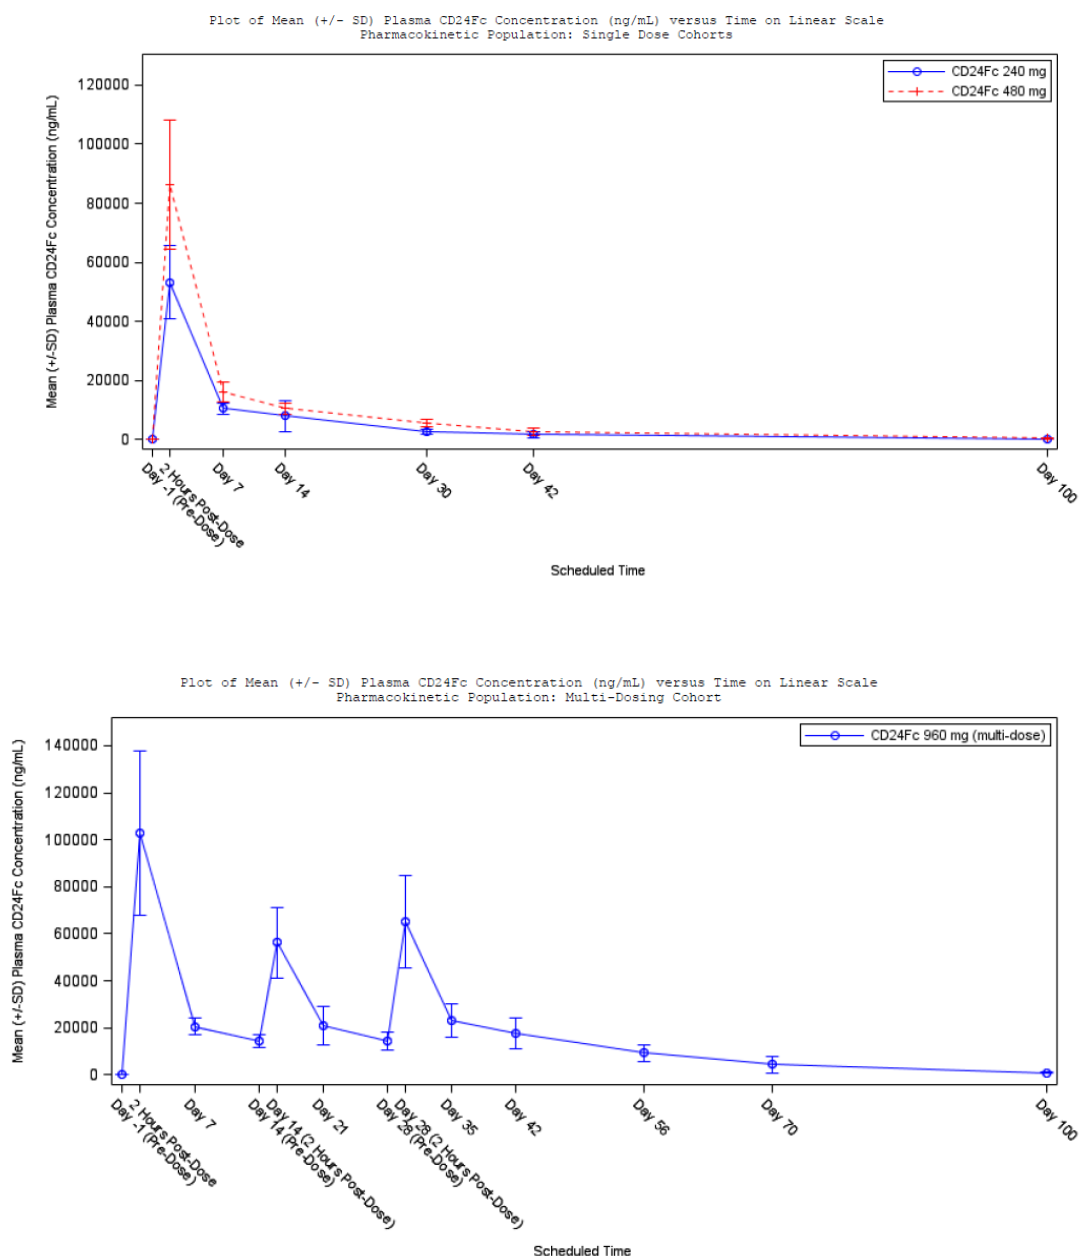 Plot of Mean (+/- SD) Plasma CD24Fc Concentration (ng/mL) versus Time on Linear Scale
Pharmacokinetic Population: Single Dose Cohorts
CD24Fc 240 mg
CD24Fc 480 mg
Mean (+/-SD) Plasma CD24Fc Concentration (ng/mL)
120000
100000
80000
60000
40000
20000
0
Day -1 (Pre-Dose)
2 Hours Post-Dose
Day 7
Day 14
Day 30
Day 42
Day 100
Scheduled Time
Plot of Mean (+/- SD) Plasma CD24Fc Concentration (ng/mL) versus Time on Linear Scale
Pharmacokinetic Population: Multi-Dosing Cohort
CD24Fc 960 mg (multi-dose)
Mean (+/-SD) Plasma CD24Fc Concentration (ng/mL)
140000
120000
100000
80000
60000
40000
20000
0
Day -1 (Pre-Dose)
2 Hours Post-Dose
Day 7
Day 14 (Pre-Dose)
Day 14 (2 Hours Post-Dose)
Day 21
Day 28 (Pre-Dose)
Day 28 (2 Hours Post-Dose)
Day 35
Day 42
Day 56
Day 70
Day 100
Scheduled Time